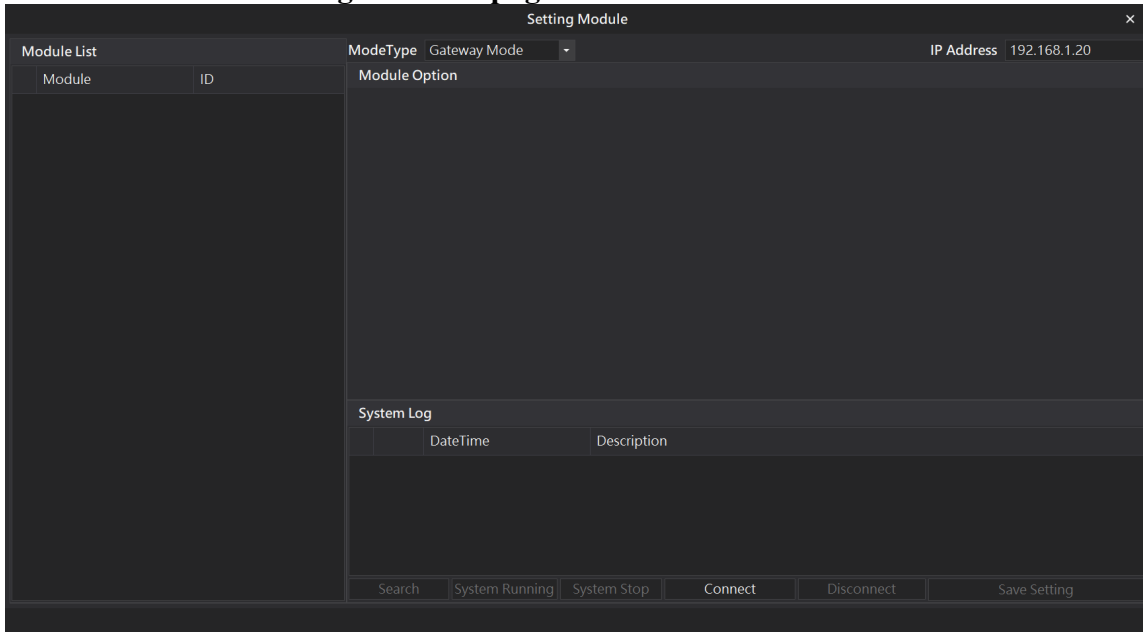 Setting Module ×
Module List
Module ID
ModeType Gateway Mode IP Address 192.168.1.20
Module Option
System Log
DateTime Description
Search System Running System Stop Connect Disconnect Save Setting